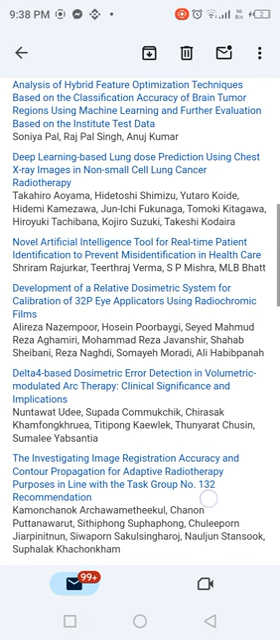 9:38 PM
2
Analysis of Hybrid Feature Optimization Techniques
Based on the Classification Accuracy of Brain Tumor
Regions Using Machine Learning and Further Evaluation
Based on the Institute Test Data
Soniya Pal, Raj Pal Singh, Anuj Kumar
Deep Learning-based Lung dose Prediction Using Chest
X-ray Images in Non-small Cell Lung Cancer
Radiotherapy
Takahiro Aoyama, Hidetoshi Shimizu, Yutaro Koide,
Hidemi Kamezawa, Jun-Ichi Fukunaga, Tomoki Kitagawa,
Hiroyuki Tachibana, Kojiro Suzuki, Takeshi Kodaira
Novel Artificial Intelligence Tool for Real-time Patient
Identification to Prevent Misidentification in Health Care
Shriram Rajurkar, Teerthraj Verma, S P Mishra, MLB Bhatt
Development of a Relative Dosimetric System for
Calibration of 32P Eye Applicators Using Radiochromic
Films
Alireza Nazempoor, Hosein Poorbaygi, Seyed Mahmud
Reza Aghamiri, Mohammad Reza Javanshir, Shahab
Sheibani, Reza Naghdi, Somayeh Moradi, Ali Habibpanah
Delta4-based Dosimetric Error Detection in Volumetric-
modulated Arc Therapy: Clinical Significance and
Implications
Nuntawat Udee, Supada Commukchik, Chirasak
Khamfongkhruea, Titipong Kaewlek, Thunyarat Chusin,
Sumalee Yabsantia
The Investigating Image Registration Accuracy and
Contour Propagation for Adaptive Radiotherapy
Purposes in Line with the Task Group No. 132
Recommendation
Kamonchanok Archawametheekul, Chanon
Puttanawarut, Sithiphong Suphaphong, Chuleeporn
Jiarpinitnun, Siwaporn Sakulsingharoj, Nauljun Stansook,
Suphalak Khachonkham
99+